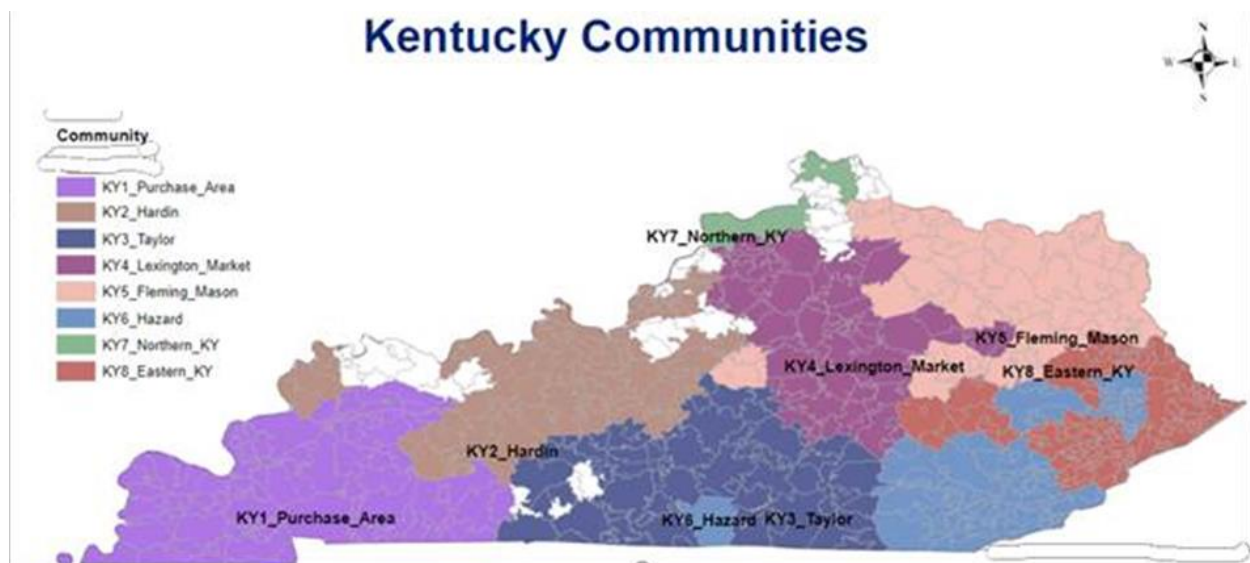 Kentucky Communities
N
W E
S
Community
KY1_Purchase_Area
KY2_Hardin
KY3_Taylor
KY4_Lexington_Market
KY5_Fleming_Mason
KY6_Hazard
KY7_Northern_KY
KY8_Eastern_KY
KY7_Northern_KY
KY5_Fleming_Mason
KY4_Lexington_Market
KY8_Eastern_KY
KY2_Hardin
KY1_Purchase_Area
KY6_Hazard
KY3_Taylor